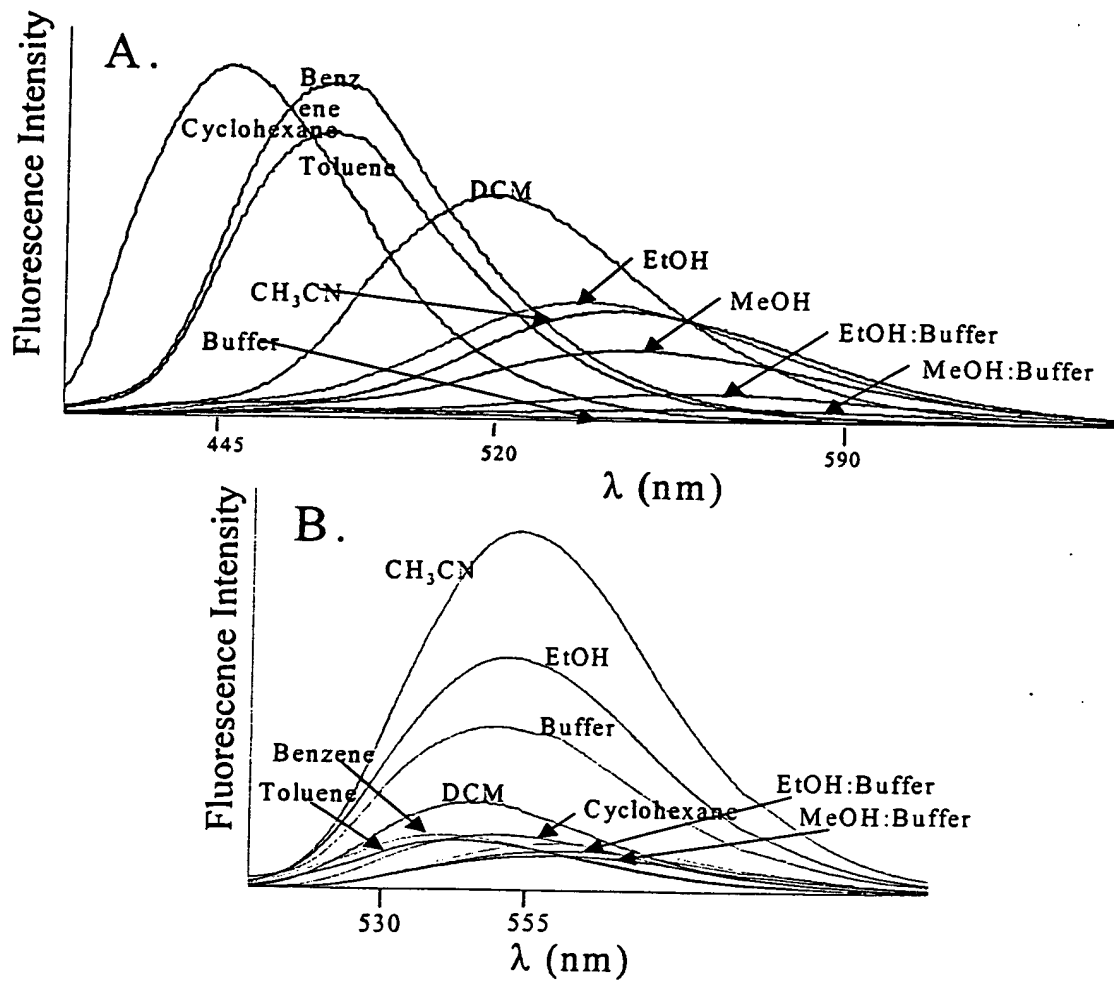 Fluorescence Intensity
A.
Benz
ene
Cyclohexane
Toluene
DCM
EtOH
CH₃CN
MeOH
Buffer
EtOH:Buffer
MeOH:Buffer
445
520
590
λ (nm)
Fluorescence Intensity
B.
CH₃CN
EtOH
Buffer
Benzene
Toluene
DCM
Cyclohexane
EtOH:Buffer
MeOH:Buffer
530
555
λ (nm)